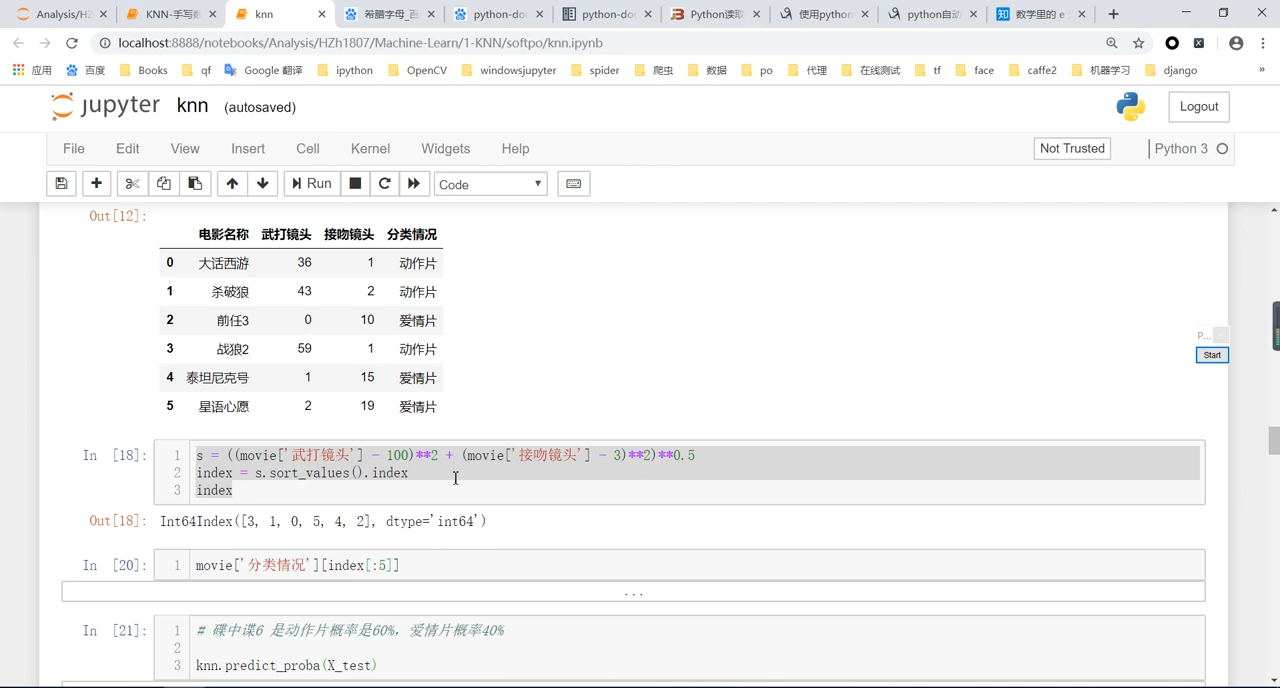 Analysis/HZ
KNN-手写数
knn
希腊字母_百
python-do
python-doc
Python读取
使用python
python自动
数学里的 e
localhost:8888/notebooks/Analysis/HZh1807/Machine-Learn/1-KNN/softpo/knn.ipynb
应用 百度 Books qf Google 翻译 ipython OpenCV windowsjupyter spider 爬虫 数据 po 代理 在线测试 tf face caffe2 机器学习 django »
jupyter knn (autosaved) Logout
File Edit View Insert Cell Kernel Widgets Help Not Trusted Python 3
Run Code
Out[12]:
电影名称 武打镜头 接吻镜头 分类情况
0 大话西游 36 1 动作片
1 杀破狼 43 2 动作片
2 前任3 0 10 爱情片
3 战狼2 59 1 动作片
4 泰坦尼克号 1 15 爱情片
5 星语心愿 2 19 爱情片
P...
Start
In [18]: 1 s = ((movie['武打镜头'] - 100)**2 + (movie['接吻镜头'] - 3)**2)**0.5
2 index = s.sort_values().index
3 index
Out[18]: Int64Index([3, 1, 0, 5, 4, 2], dtype='int64')
In [20]: 1 movie['分类情况'][index[:5]]
...
In [21]: 1 # 碟中谍6 是动作片概率是60%，爱情片概率40%
2
3 knn.predict_proba(X_test)